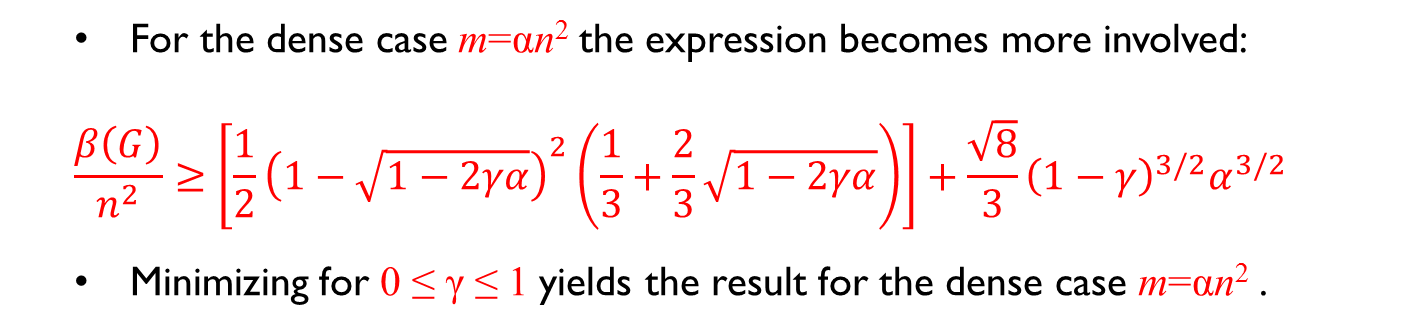 • For the dense case m=αn² the expression becomes more involved:
β(G)/n² ≥ [1/2 (1 − √(1 − 2γα))² (1/3 + 2/3 √(1 − 2γα))] + √8/3 (1 − γ)^{3/2} α^{3/2}
• Minimizing for 0 ≤ γ ≤ 1 yields the result for the dense case m=αn² .